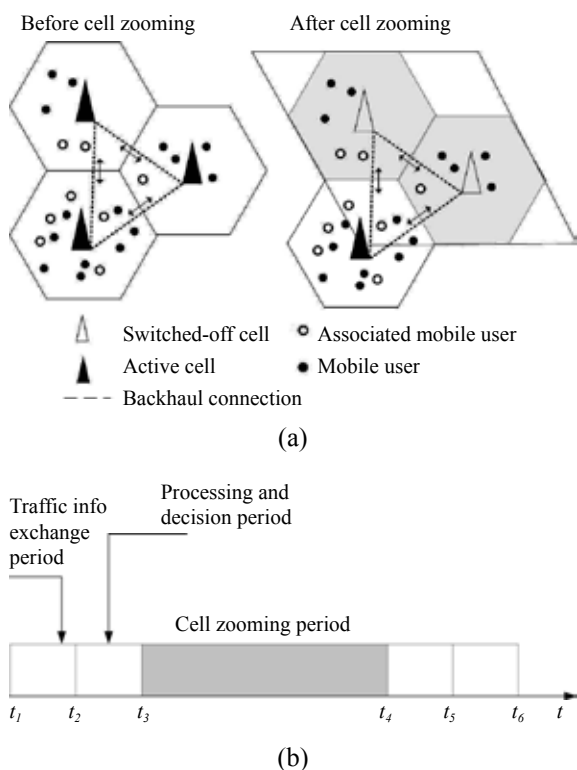 Before cell zooming
After cell zooming
Switched-off cell
Associated mobile user
Active cell
Mobile user
Backhaul connection
(a)
Traffic info
exchange
period
Processing and
decision period
Cell zooming period
t1 t2 t3 t4 t5 t6 t
(b)